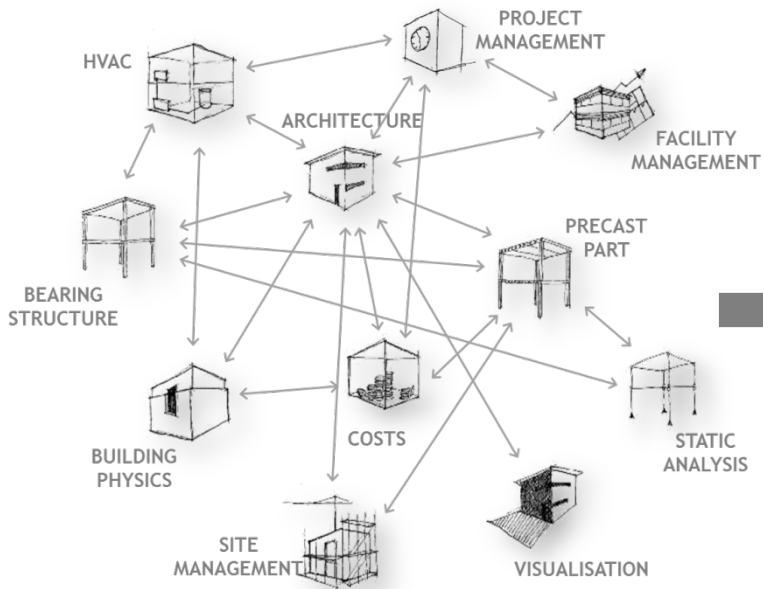 PROJECT
MANAGEMENT
HVAC
ARCHITECTURE
FACILITY
MANAGEMENT
PRECAST
PART
BEARING
STRUCTURE
COSTS
STATIC
ANALYSIS
BUILDING
PHYSICS
SITE
MANAGEMENT
VISUALISATION